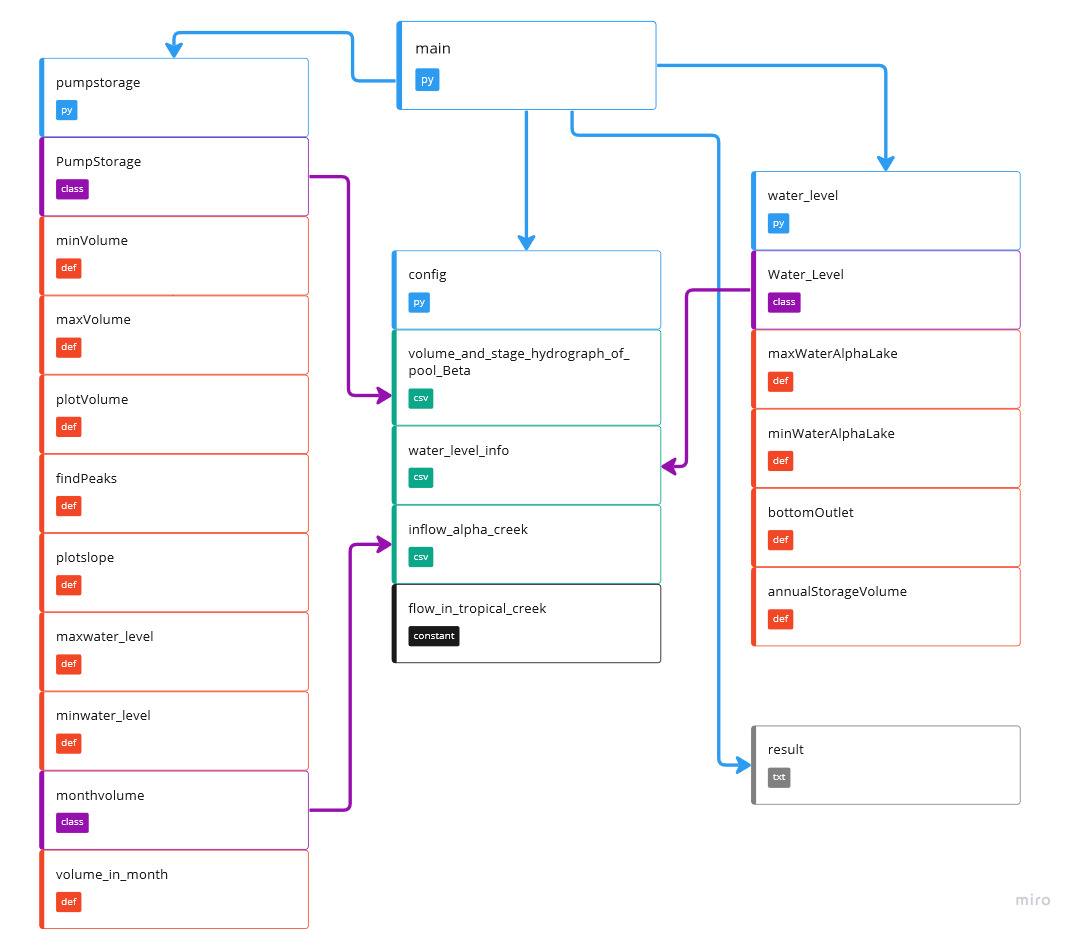 main
py
pumpstorage
py
PumpStorage
class
minVolume
def
maxVolume
def
plotVolume
def
findPeaks
def
plotslope
def
maxwater_level
def
minwater_level
def
monthvolume
class
volume_in_month
def
config
py
volume_and_stage_hydrograph_of_
pool_Beta
csv
water_level_info
csv
inflow_alpha_creek
csv
flow_in_tropical_creek
constant
water_level
py
Water_Level
class
maxWaterAlphaLake
def
minWaterAlphaLake
def
bottomOutlet
def
annualStorageVolume
def
result
txt
miro